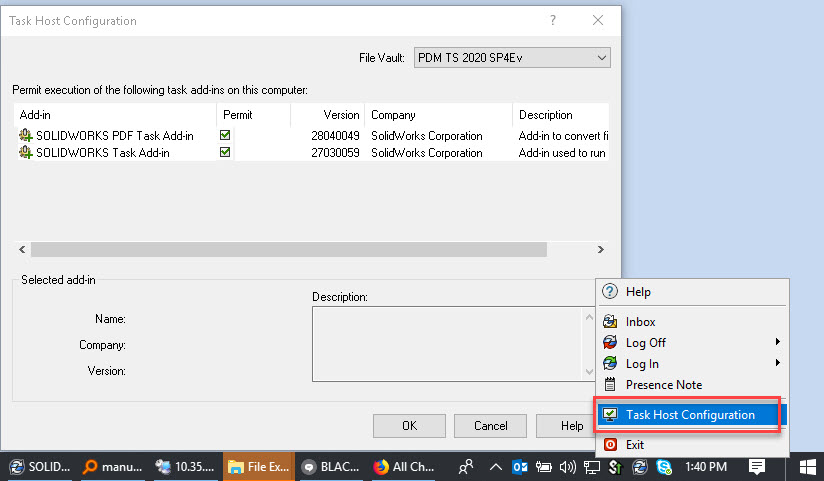 Task Host Configuration
?
File Vault: PDM TS 2020 SP4Ev
Permit execution of the following task add-ins on this computer:
Add-in Permit Version Company Description
SOLIDWORKS PDF Task Add-in 28040049 SolidWorks Corporation Add-in to convert fi
SOLIDWORKS Task Add-in 27030059 SolidWorks Corporation Add-in used to run
Selected add-in
Description:
Name:
Company:
Version:
OK Cancel Help
Help
Inbox
Log Off
Log In
Presence Note
Task Host Configuration
Exit
SOLID... manu... 10.35.... File Ex... BLAC... All Ch... 1:40 PM